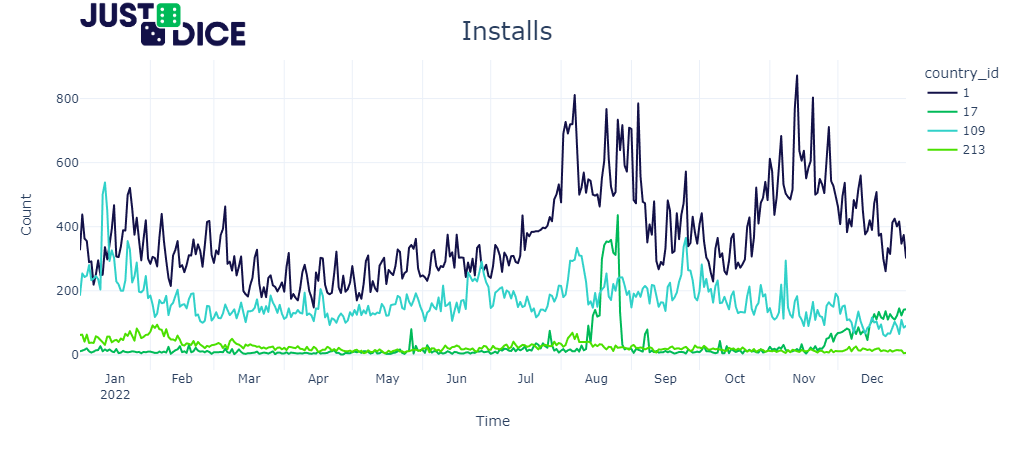 JUST
DICE
Installs
country_id
1
17
109
213
800
600
400
200
0
Count
Jan
2022
Feb
Mar
Apr
May
Jun
Jul
Aug
Sep
Oct
Nov
Dec
Time